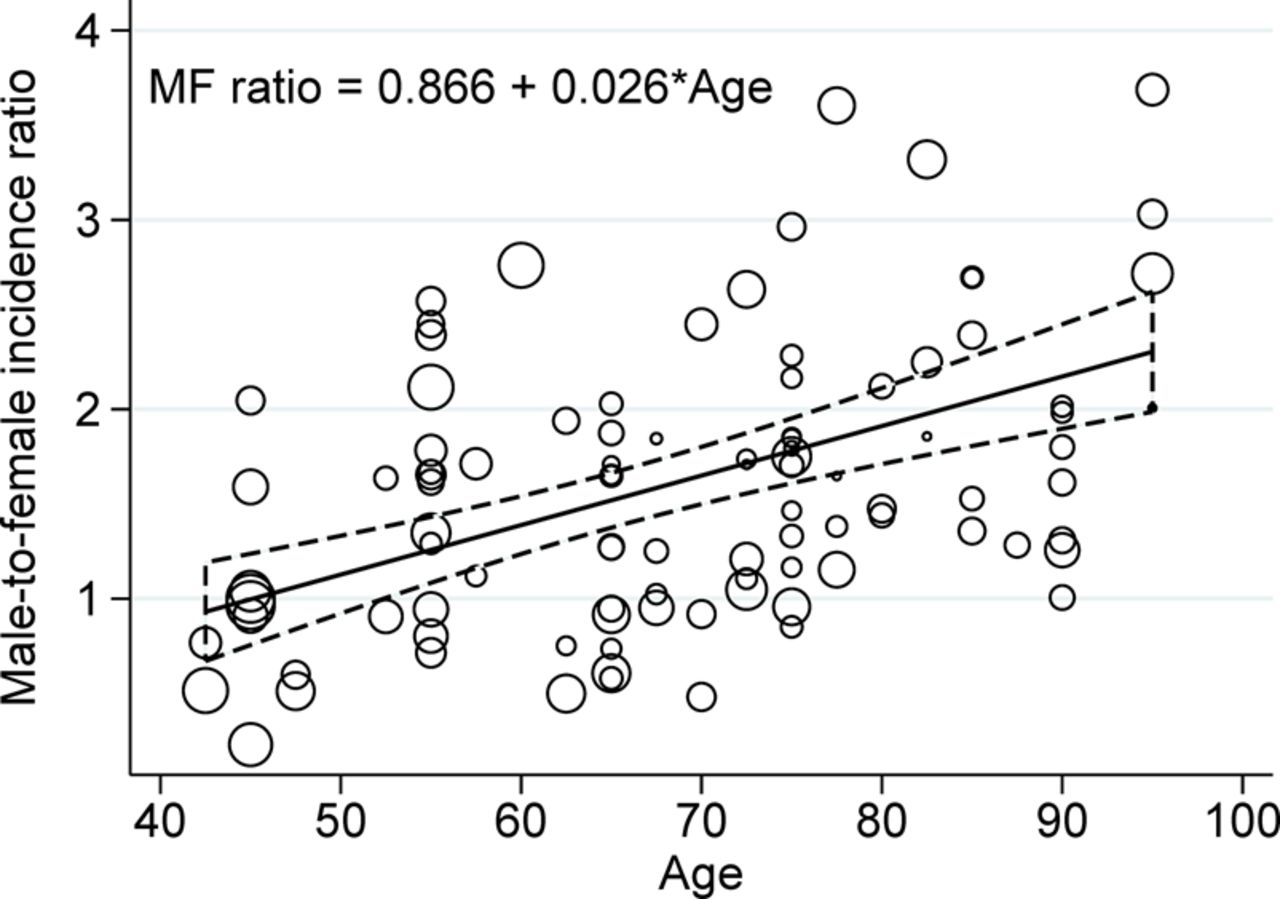 4
MF ratio = 0.866 + 0.026*Age
3
2
1
Male-to-female incidence ratio
40 50 60 70 80 90 100
Age